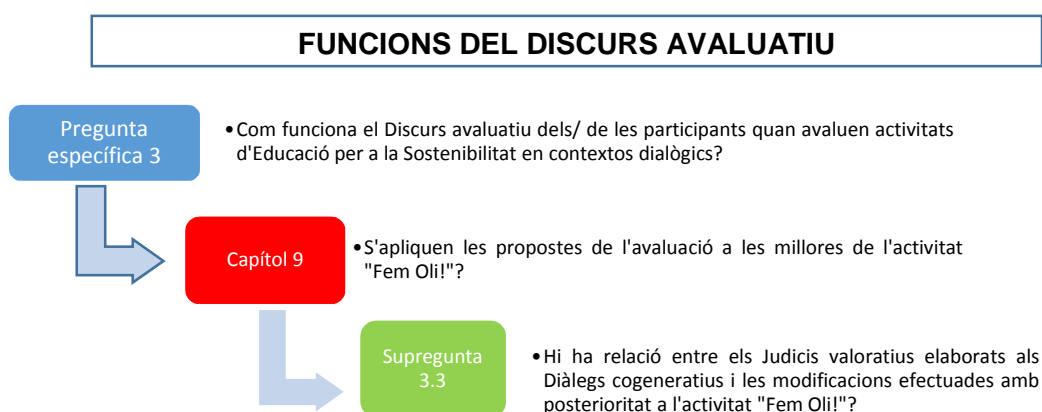 FUNCIONS DEL DISCURS AVALUATIU
Pregunta
específica 3
•Com funciona el Discurs avaluatiu dels/ de les participants quan avaluen activitats
d'Educació per a la Sostenibilitat en contextos dialògics?
Capítol 9
•S'apliquen les propostes de l'avaluació a les millores de l'activitat
"Fem Oli!"?
Supregunta
3.3
•Hi ha relació entre els Judicis valoratius elaborats als
Diàlegs cogeneratius i les modificacions efectuades amb
posterioritat a l'activitat "Fem Oli!"?